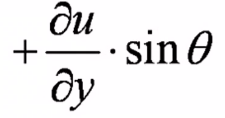 + ∂u/∂y · sin θ